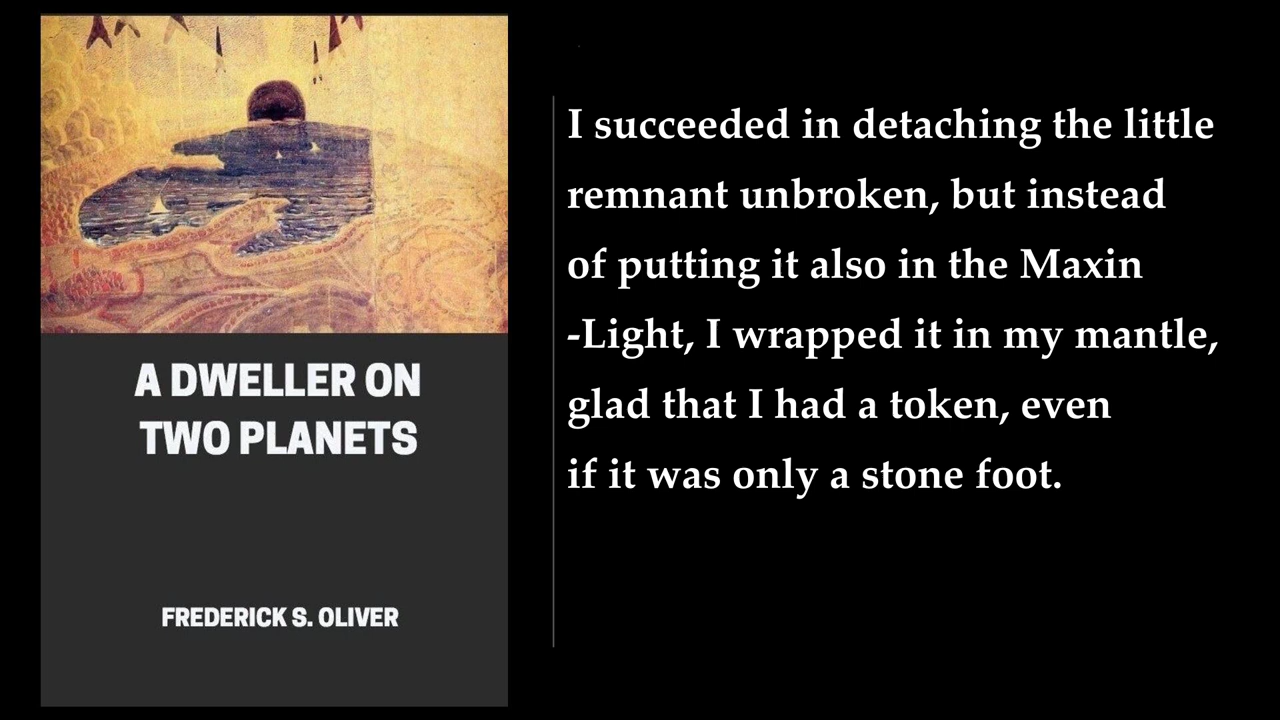 A DWELLER ON
TWO PLANETS
FREDERICK S. OLIVER
I succeeded in detaching the little
remnant unbroken, but instead
of putting it also in the Maxin
-Light, I wrapped it in my mantle,
glad that I had a token, even
if it was only a stone foot.